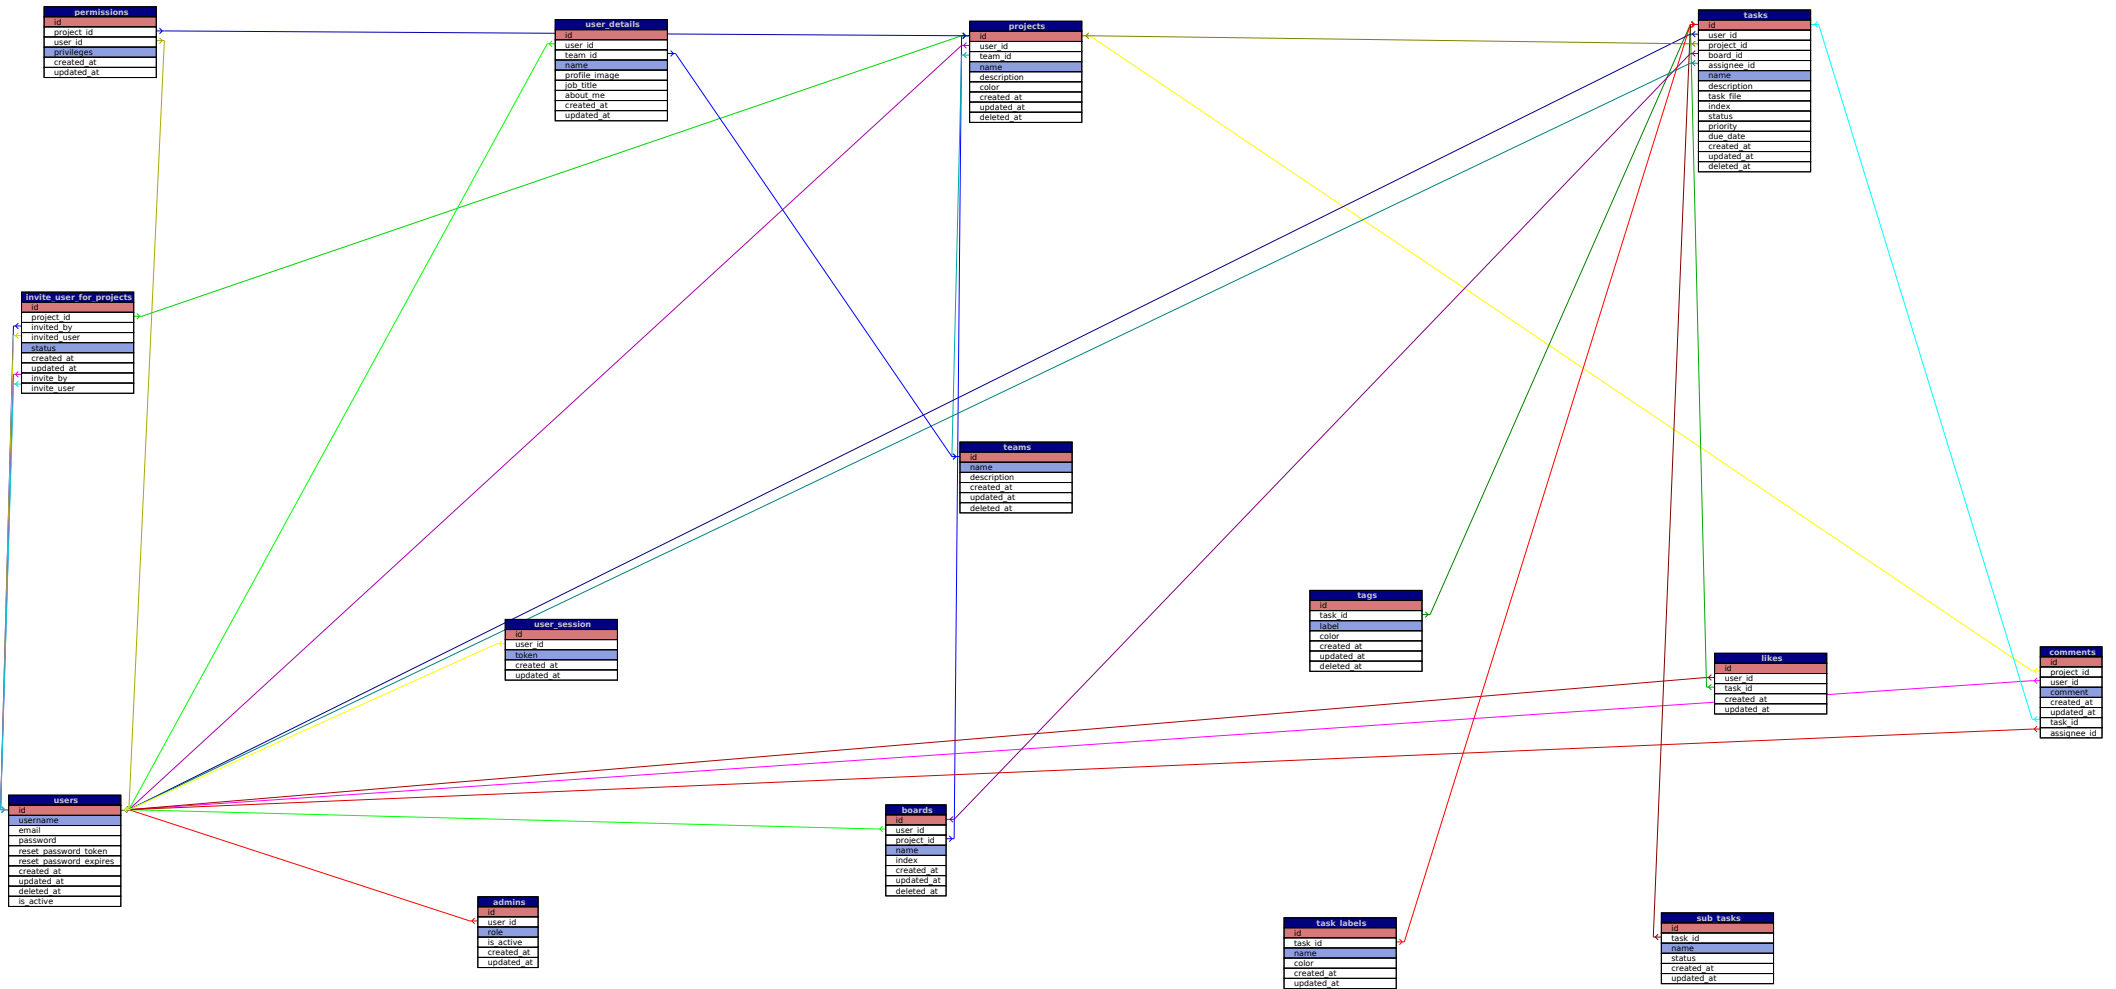 permissions
id
project_id
user_id
privileges
created_at
updated_at
user_details
id
user_id
team_id
name
profile_image
job_title
about_me
created_at
updated_at
projects
id
user_id
team_id
name
description
color
created_at
updated_at
deleted_at
tasks
id
user_id
project_id
board_id
assignee_id
name
description
task_file
index
status
priority
due_date
created_at
updated_at
deleted_at
invite_user_for_projects
id
project_id
invited_by
invited_user
status
created_at
updated_at
invite_by
invite_user
teams
id
name
description
created_at
updated_at
deleted_at
user_session
id
user_id
token
created_at
updated_at
tags
id
task_id
label
color
created_at
updated_at
deleted_at
likes
id
user_id
task_id
created_at
updated_at
comments
id
project_id
user_id
comment
created_at
updated_at
task_id
assignee_id
users
id
username
email
password
reset_password_token
reset_password_expires
created_at
updated_at
deleted_at
is_active
boards
id
user_id
project_id
name
index
created_at
updated_at
deleted_at
admins
id
user_id
role
is_active
created_at
updated_at
task_labels
id
task_id
name
color
created_at
updated_at
sub_tasks
id
task_id
name
status
created_at
updated_at